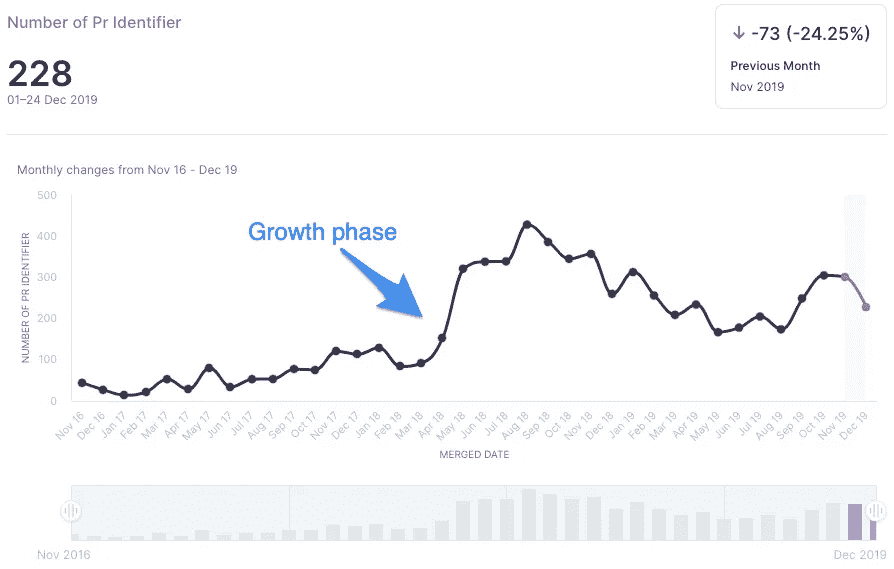 Number of Pr Identifier
228
01–24 Dec 2019
↓ -73 (-24.25%)
Previous Month
Nov 2019
Monthly changes from Nov 16 - Dec 19
Growth phase
NUMBER OF PR IDENTIFIER
500
400
300
200
100
0
Nov 16
Dec 16
Jan 17
Feb 17
Mar 17
Apr 17
May 17
Jun 17
Jul 17
Aug 17
Sep 17
Oct 17
Nov 17
Dec 17
Jan 18
Feb 18
Mar 18
Apr 18
May 18
Jun 18
Jul 18
Aug 18
Sep 18
Oct 18
Nov 18
Dec 18
Jan 19
Feb 19
Mar 19
Apr 19
May 19
Jun 19
Jul 19
Aug 19
Sep 19
Oct 19
Nov 19
Dec 19
MERGED DATE
Nov 2016
Dec 2019